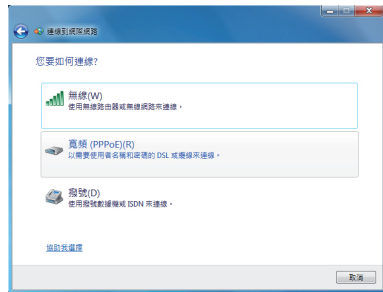 連線到網際網路
您要如何連線?
無線(W)
使用無線路由器或無線網路來連線。
寬頻 (PPPoE)(R)
以需要使用者名稱和密碼的 DSL 或纜線來連線。
撥號(D)
使用撥號數據機或 ISDN 來連線。
協助我選擇
取消